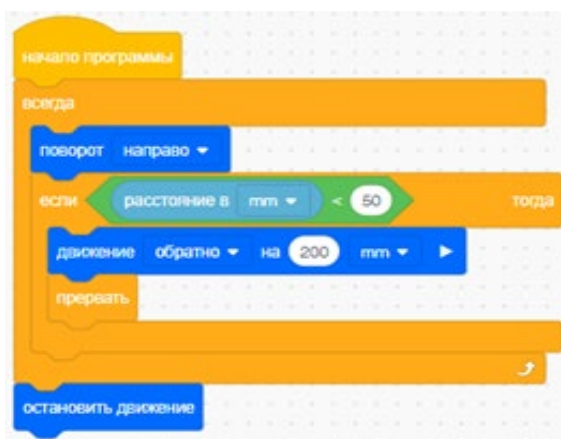 начало программы
всегда
поворот направо
если расстояние в mm < 50 тогда
движение обратно на 200 mm
прервать
остановить движение